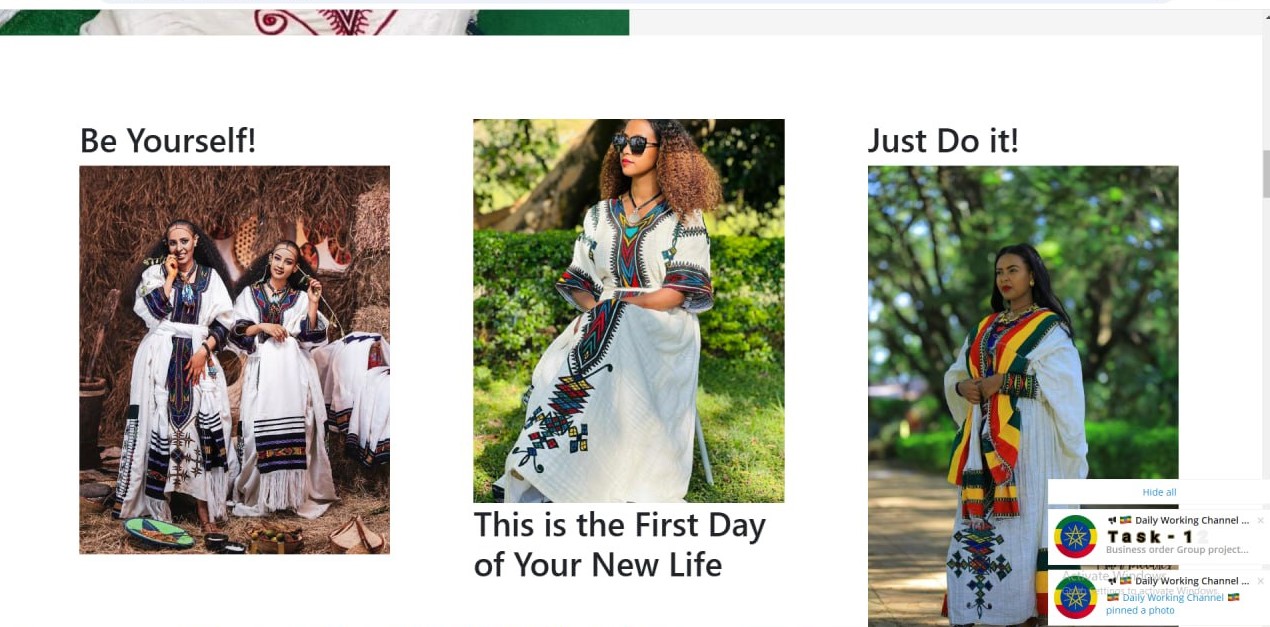 Be Yourself!
This is the First Day
of Your New Life
Just Do it!
Hide all
Daily Working Channel ...
Task - 12
Business order Group project...
Activate Windows
settings to activate Windows.
Daily Working Channel ...
Daily Working Channel
pinned a photo